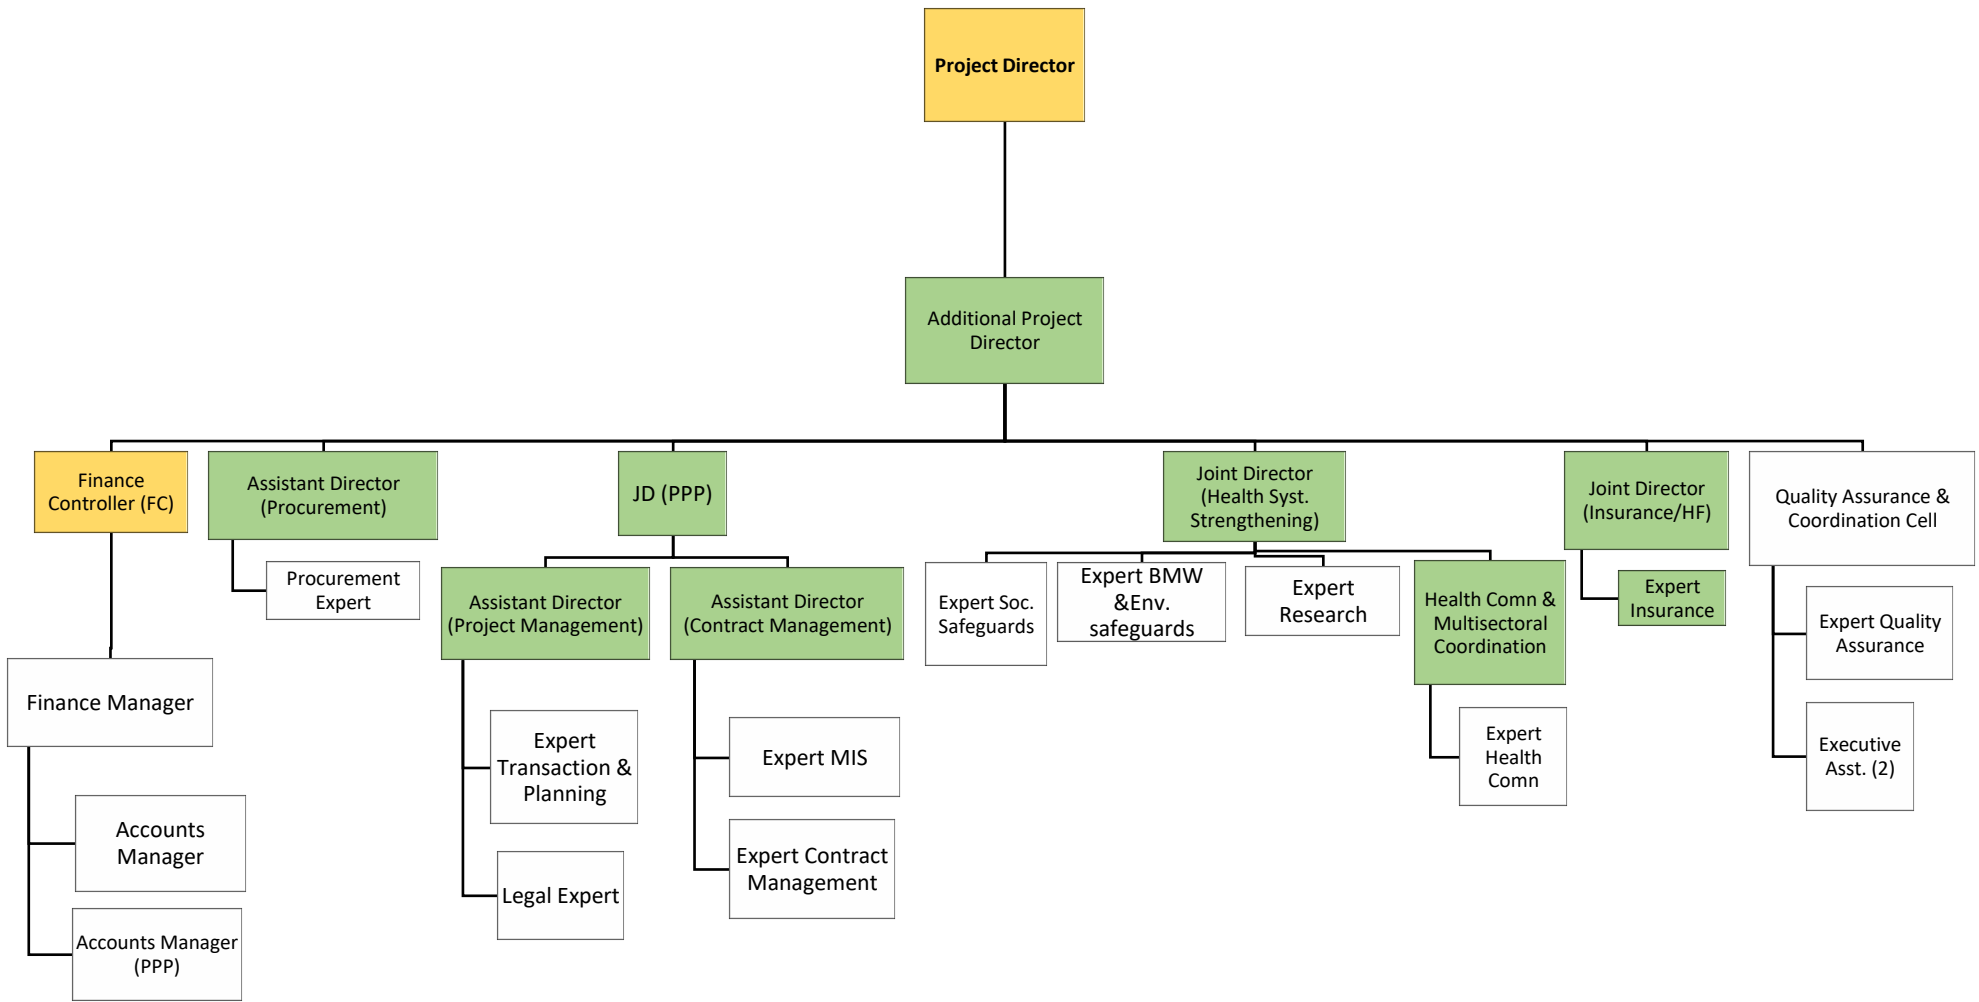 Project Director
Additional Project
Director
Finance
Controller (FC)
Assistant Director
(Procurement)
JD (PPP)
Joint Director
(Health Syst.
Strengthening)
Joint Director
(Insurance/HF)
Quality Assurance &
Coordination Cell
Procurement
Expert
Assistant Director
(Project Management)
Assistant Director
(Contract Management)
Expert Soc.
Safeguards
Expert BMW
&Env.
safeguards
Expert
Research
Health Comn &
Multisectoral
Coordination
Expert
Insurance
Expert Quality
Assurance
Finance Manager
Expert
Transaction &
Planning
Expert MIS
Expert
Health
Comn
Executive
Asst. (2)
Accounts
Manager
Legal Expert
Expert Contract
Management
Accounts Manager
(PPP)